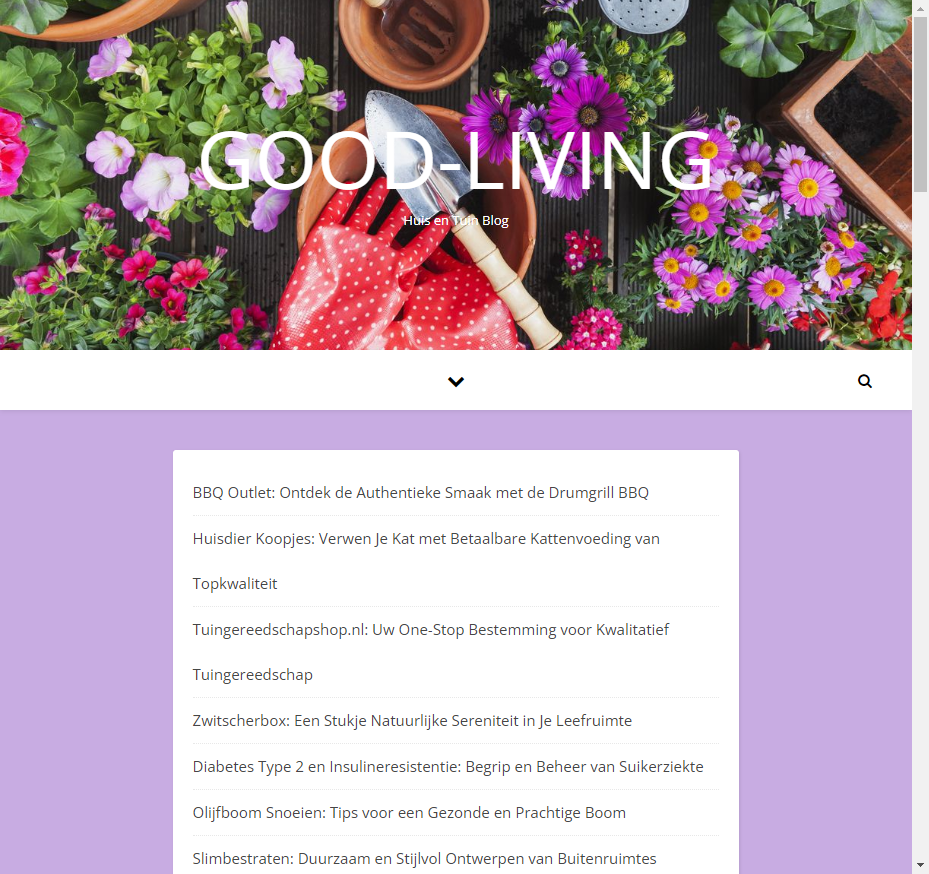 GOOD-LIVING
Huis en Tuin Blog
BBQ Outlet: Ontdek de Authentieke Smaak met de Drumgrill BBQ
Huisdier Koopjes: Verwen Je Kat met Betaalbare Kattenvoeding van
Topkwaliteit
Tuingereedschapshop.nl: Uw One-Stop Bestemming voor Kwalitatief
Tuingereedschap
Zwitscherbox: Een Stukje Natuurlijke Sereniteit in Je Leefruimte
Diabetes Type 2 en Insulineresistentie: Begrip en Beheer van Suikerziekte
Olijfboom Snoeien: Tips voor een Gezonde en Prachtige Boom
Slimbestraten: Duurzaam en Stijlvol Ontwerpen van Buitenruimtes